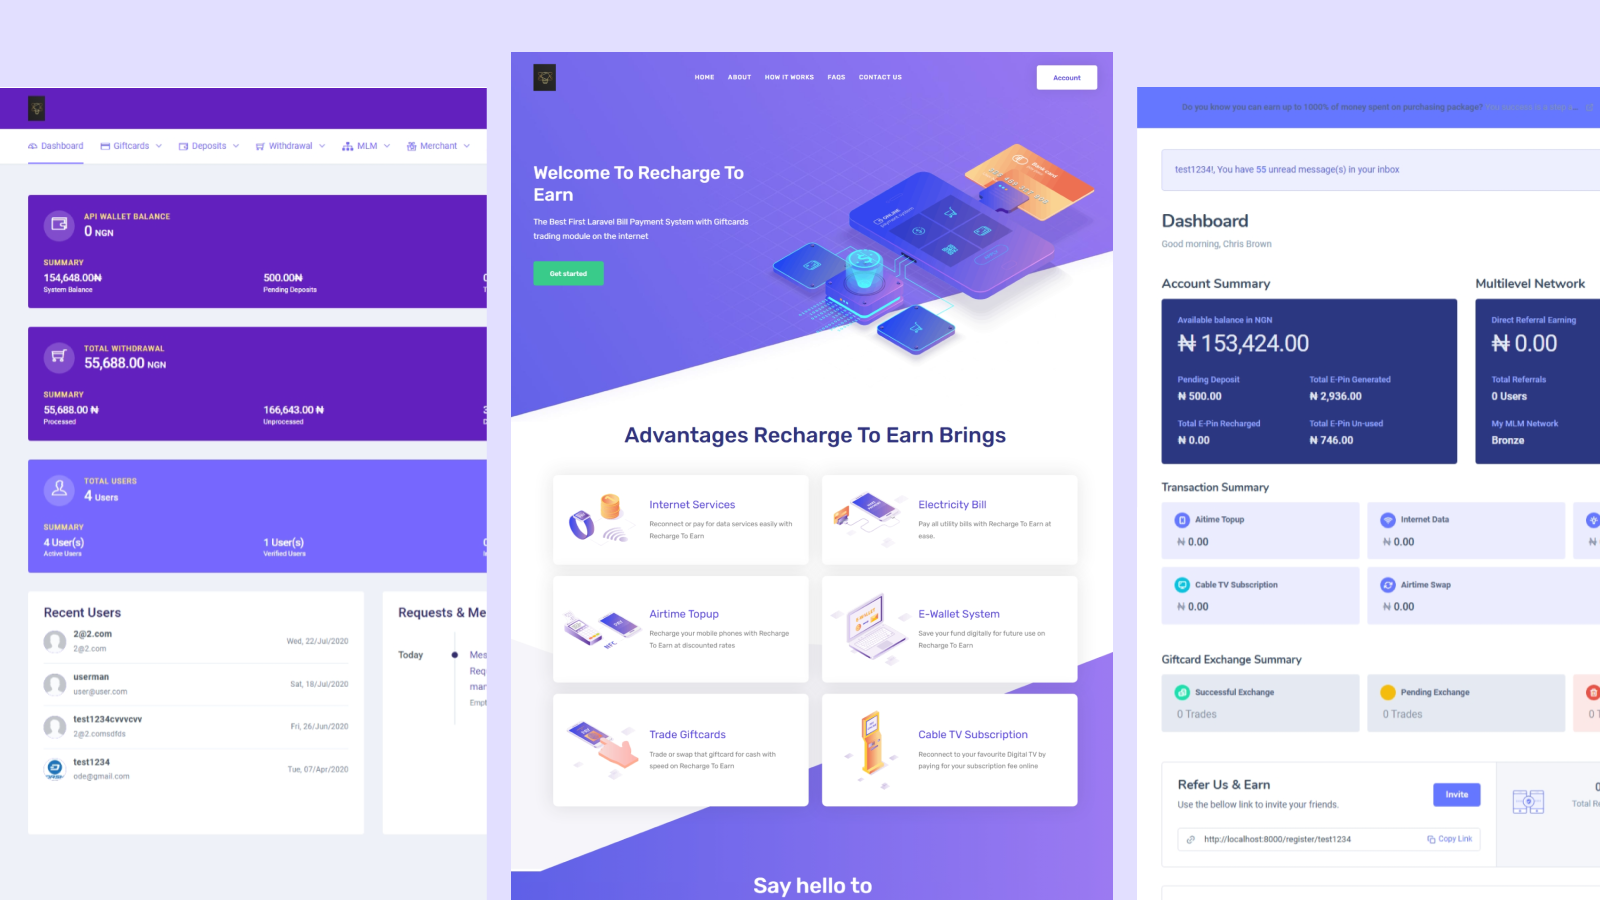 Dashboard Giftcards Deposits Withdrawal MLM Merchant
API WALLET BALANCE
0 NGN
SUMMARY
154,648.00₦ 500.00₦
System Balance Pending Deposits
TOTAL WITHDRAWAL
55,688.00 NGN
SUMMARY
55,688.00 ₦ 166,643.00 ₦
Processed Unprocessed
TOTAL USERS
4 Users
SUMMARY
4 User(s) 1 User(s)
Active Users Verified Users
Recent Users
2@2.com
2@2.com
Wed, 22/Jul/2020
userman
user@user.com
Sat, 18/Jul/2020
test1234cvvvcvv
2@2.comsdfds
Fri, 26/Jun/2020
test1234
ode@gmail.com
Tue, 07/Apr/2020
Requests & Me
Today
Mes
Req
mar
Empt
HOME ABOUT HOW IT WORKS FAQS CONTACT US
Account
Welcome To Recharge To
Earn
The Best First Laravel Bill Payment System with Giftcards
trading module on the internet
Get started
Advantages Recharge To Earn Brings
Internet Services
Reconnect or pay for data services easily with
Recharge To Earn
Electricity Bill
Pay all utility bills with Recharge To Earn at
ease.
Airtime Topup
Recharge your mobile phones with Recharge
To Earn at discounted rates
E-Wallet System
Save your fund digitally for future use on
Recharge To Earn
Trade Giftcards
Trade or swap that giftcard for cash with
speed on Recharge To Earn
Cable TV Subscription
Reconnect to your favourite Digital TV by
paying for your subscription fee online
Say hello to
Do you know you can earn up to 1000% of money spent on purchasing package?
test1234!, You have 55 unread message(s) in your inbox
Dashboard
Good morning, Chris Brown
Account Summary
Available balance in NGN
₦ 153,424.00
Pending Deposit Total E-Pin Generated
₦ 500.00 ₦ 2,936.00
Total E-Pin Recharged Total E-Pin Un-used
₦ 0.00 ₦ 746.00
Multilevel Network
Direct Referral Earning
₦ 0.00
Total Referrals
0 Users
My MLM Network
Bronze
Transaction Summary
Aitime Topup
₦ 0.00
Internet Data
₦ 0.00
₦
Cable TV Subscription
₦ 0.00
Airtime Swap
₦ 0.00
Giftcard Exchange Summary
Successful Exchange
0 Trades
Pending Exchange
0 Trades
0 T
Refer Us & Earn
Use the bellow link to invite your friends.
Invite
http://localhost:8000/register/test1234
Copy Link
0
Total Re